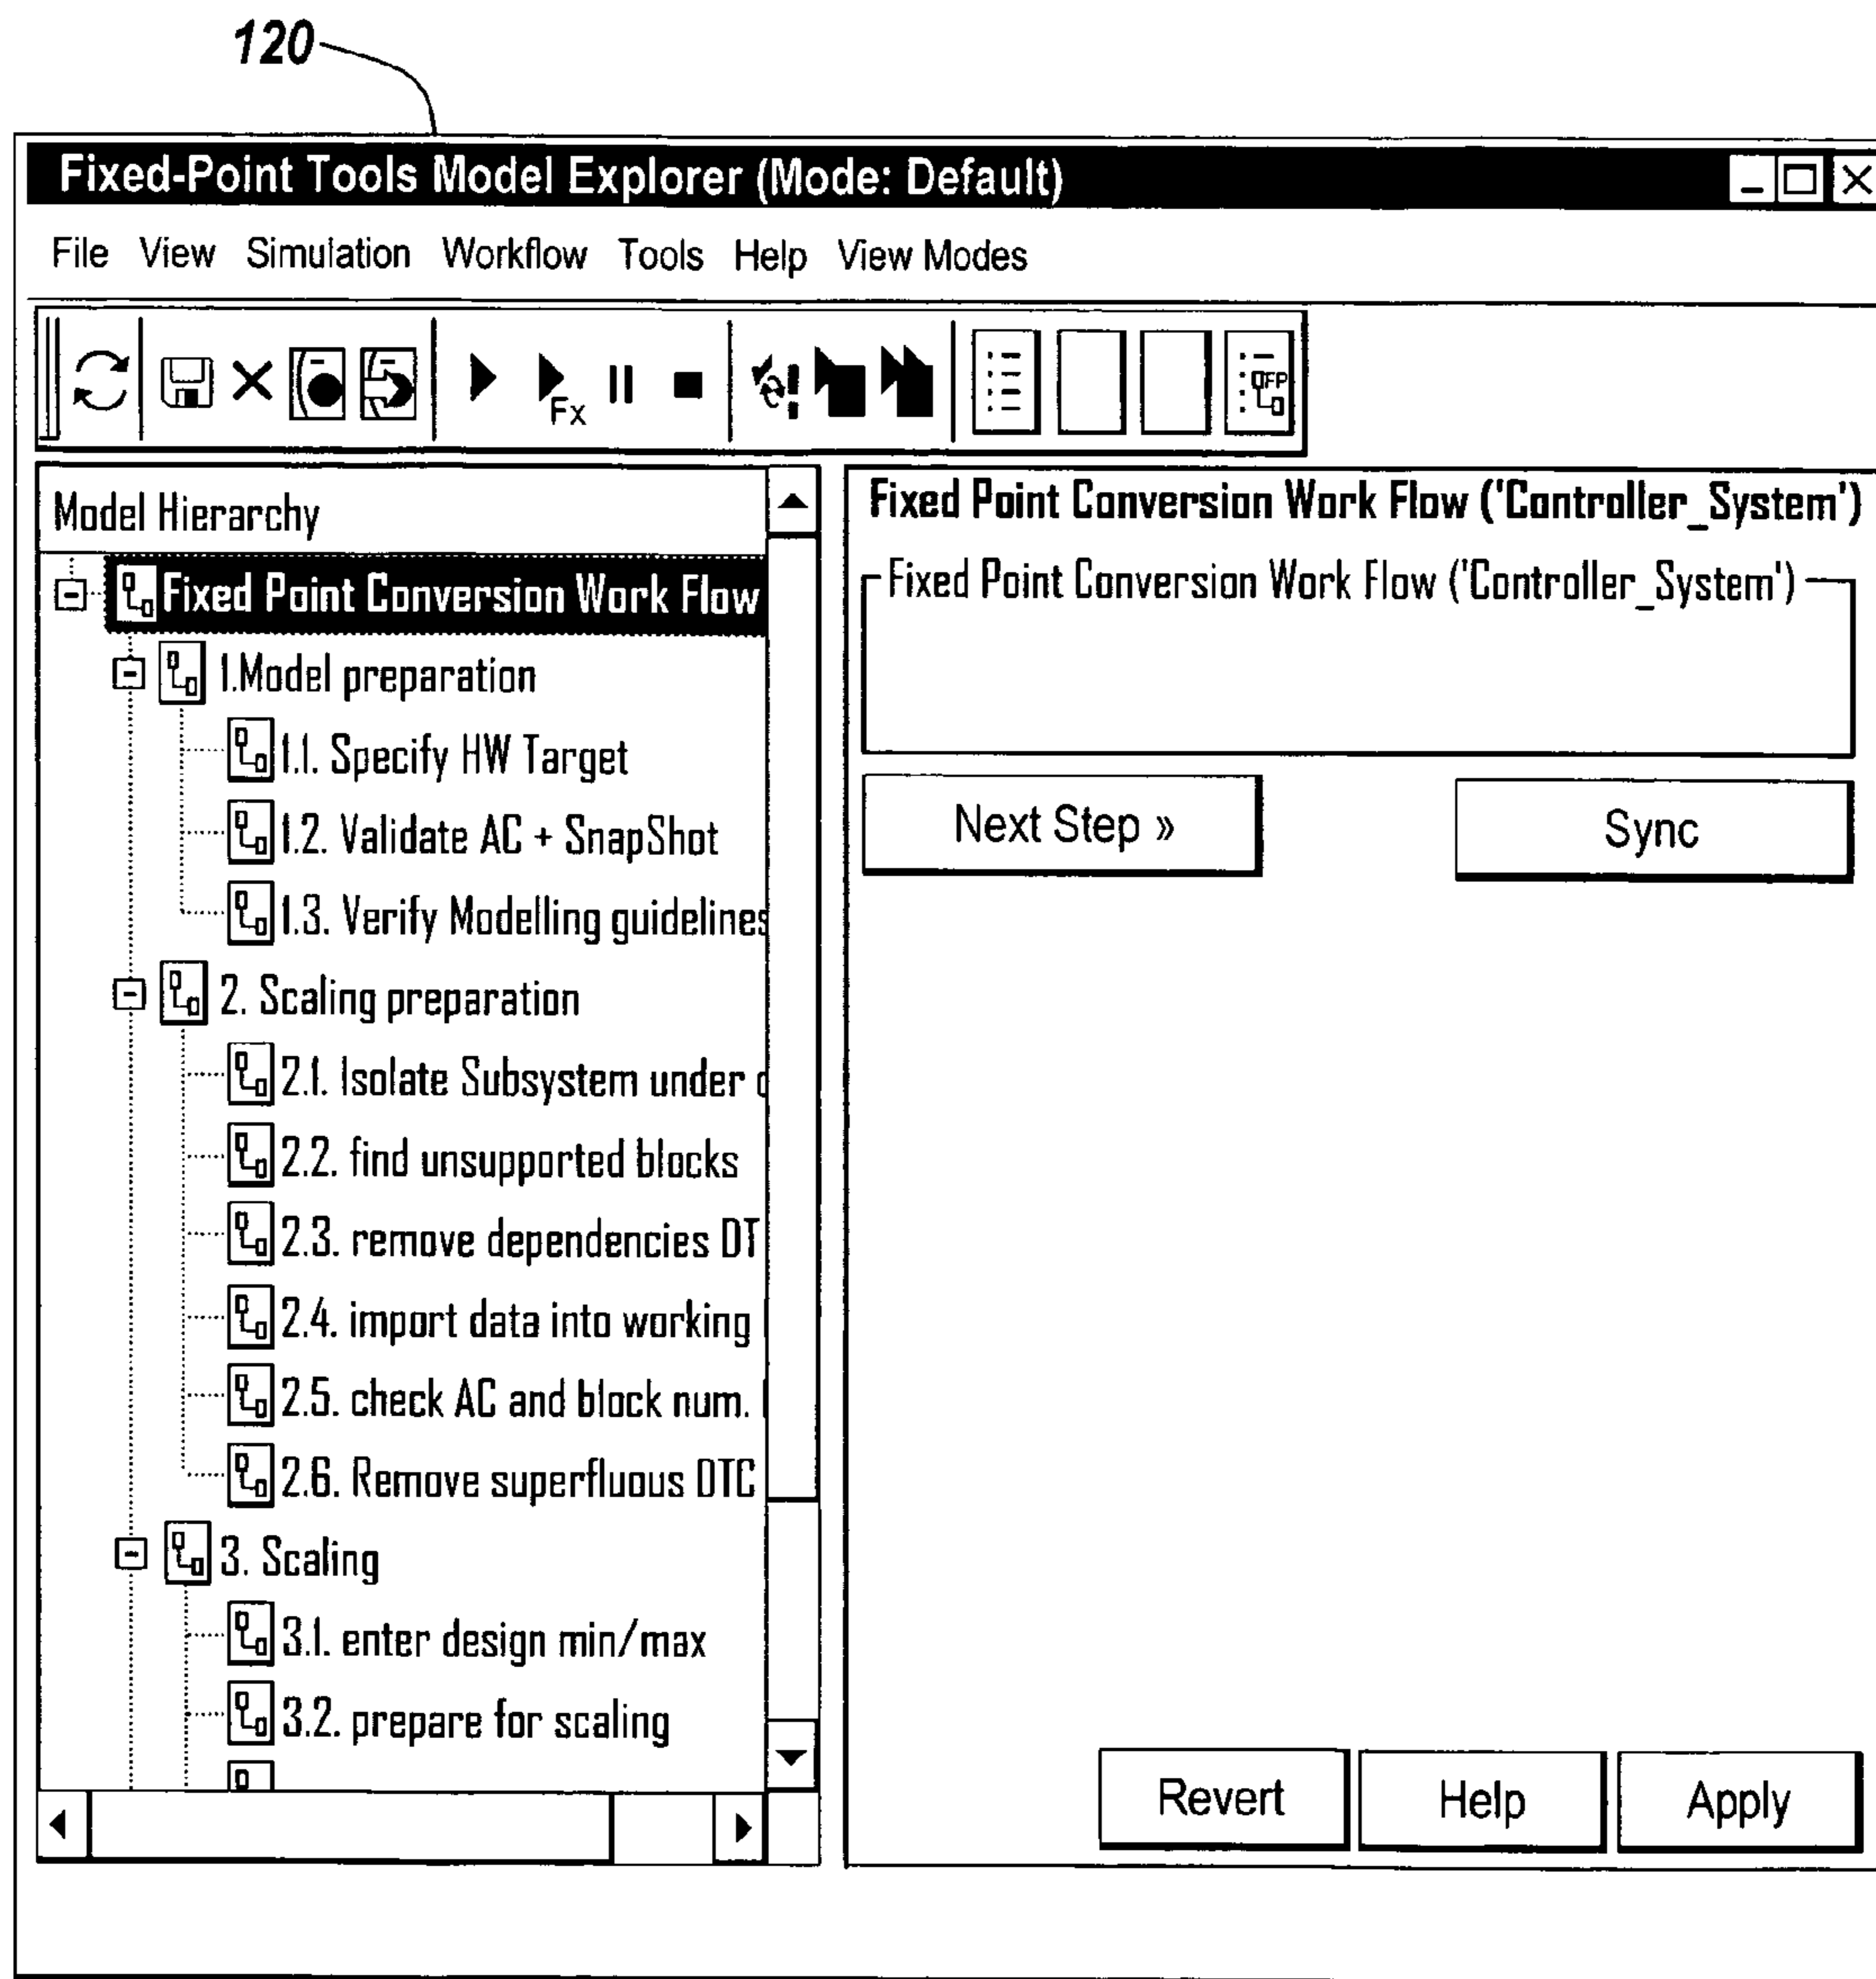 120
Fixed-Point Tools Model Explorer (Mode: Default)
File View Simulation Workflow Tools Help View Modes
Fx
FP
Model Hierarchy
Fixed Point Conversion Work Flow
1.Model preparation
1.1. Specify HW Target
1.2. Validate AC + SnapShot
1.3. Verify Modelling guidelines
2. Scaling preparation
2.1. Isolate Subsystem under
2.2. find unsupported blocks
2.3. remove dependencies DT
2.4. import data into working
2.5. check AC and block num.
2.6. Remove superfluous DTC
3. Scaling
3.1. enter design min/max
3.2. prepare for scaling
Fixed Point Conversion Work Flow ('Controller_System')
Fixed Point Conversion Work Flow ('Controller_System')
Next Step »
Sync
Revert
Help
Apply